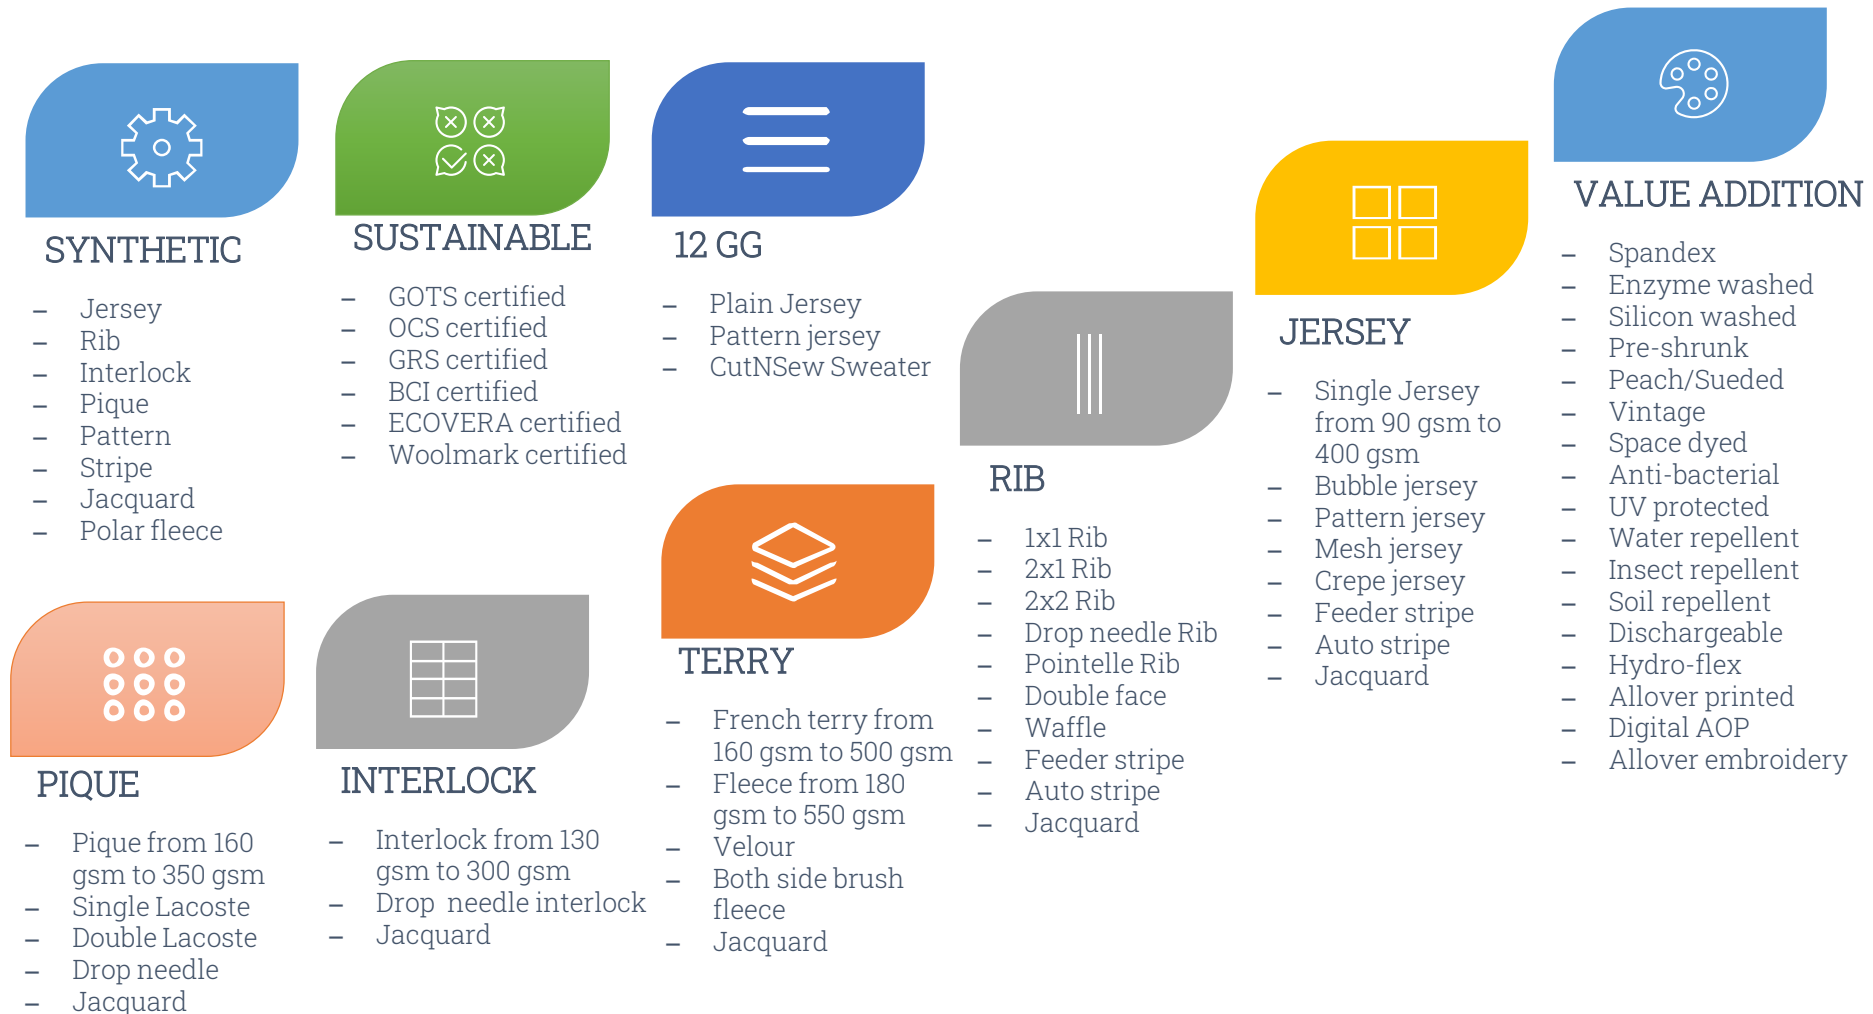 SYNTHETIC
– Jersey
– Rib
– Interlock
– Pique
– Pattern
– Stripe
– Jacquard
– Polar fleece
SUSTAINABLE
– GOTS certified
– OCS certified
– GRS certified
– BCI certified
– ECOVERA certified
– Woolmark certified
12 GG
– Plain Jersey
– Pattern jersey
– CutNSew Sweater
PIQUE
– Pique from 160
gsm to 350 gsm
– Single Lacoste
– Double Lacoste
– Drop needle
– Jacquard
INTERLOCK
– Interlock from 130
gsm to 300 gsm
– Drop needle interlock
– Jacquard
TERRY
– French terry from
160 gsm to 500 gsm
– Fleece from 180
gsm to 550 gsm
– Velour
– Both side brush
fleece
– Jacquard
RIB
– 1x1 Rib
– 2x1 Rib
– 2x2 Rib
– Drop needle Rib
– Pointelle Rib
– Double face
– Waffle
– Feeder stripe
– Auto stripe
– Jacquard
JERSEY
– Single Jersey
from 90 gsm to
400 gsm
– Bubble jersey
– Pattern jersey
– Mesh jersey
– Crepe jersey
– Feeder stripe
– Auto stripe
– Jacquard
VALUE ADDITION
– Spandex
– Enzyme washed
– Silicon washed
– Pre-shrunk
– Peach/Sueded
– Vintage
– Space dyed
– Anti-bacterial
– UV protected
– Water repellent
– Insect repellent
– Soil repellent
– Dischargeable
– Hydro-flex
– Allover printed
– Digital AOP
– Allover embroidery